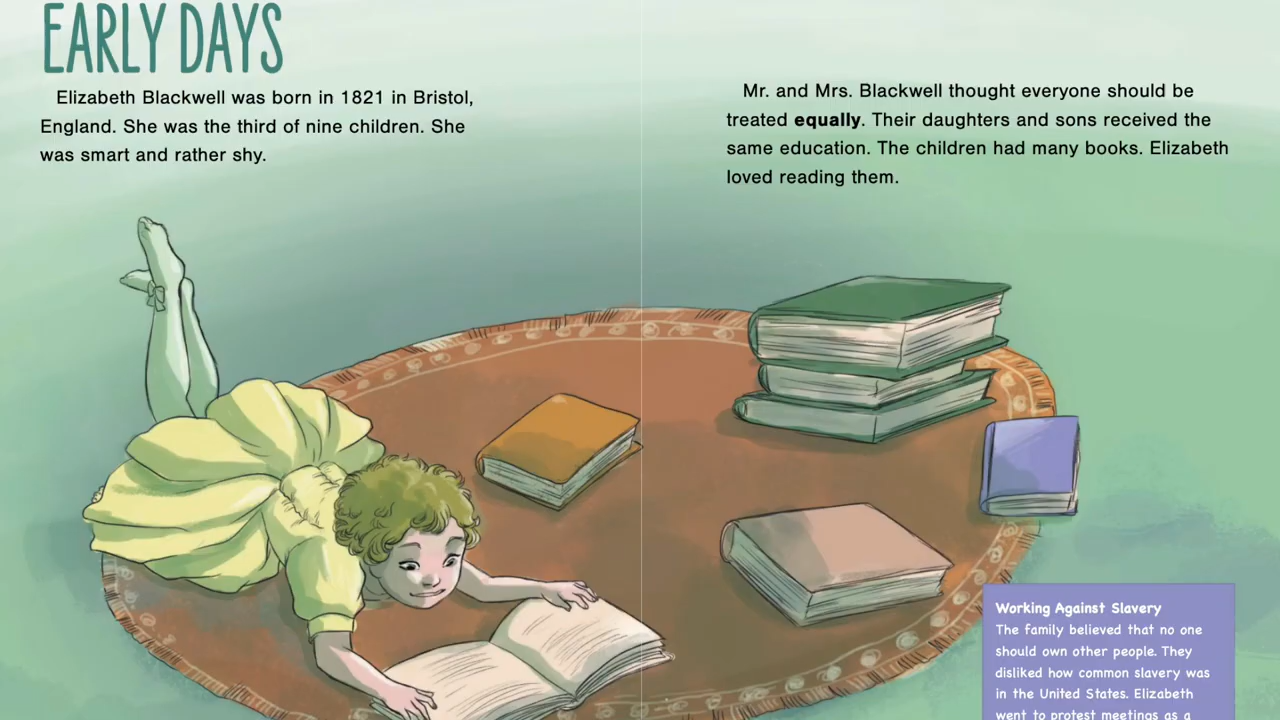 EARLY DAYS
Elizabeth Blackwell was born in 1821 in Bristol,
England. She was the third of nine children. She
was smart and rather shy.
Mr. and Mrs. Blackwell thought everyone should be
treated equally. Their daughters and sons received the
same education. The children had many books. Elizabeth
loved reading them.
Working Against Slavery
The family believed that no one
should own other people. They
disliked how common slavery was
in the United States. Elizabeth
went to protest meetings as a